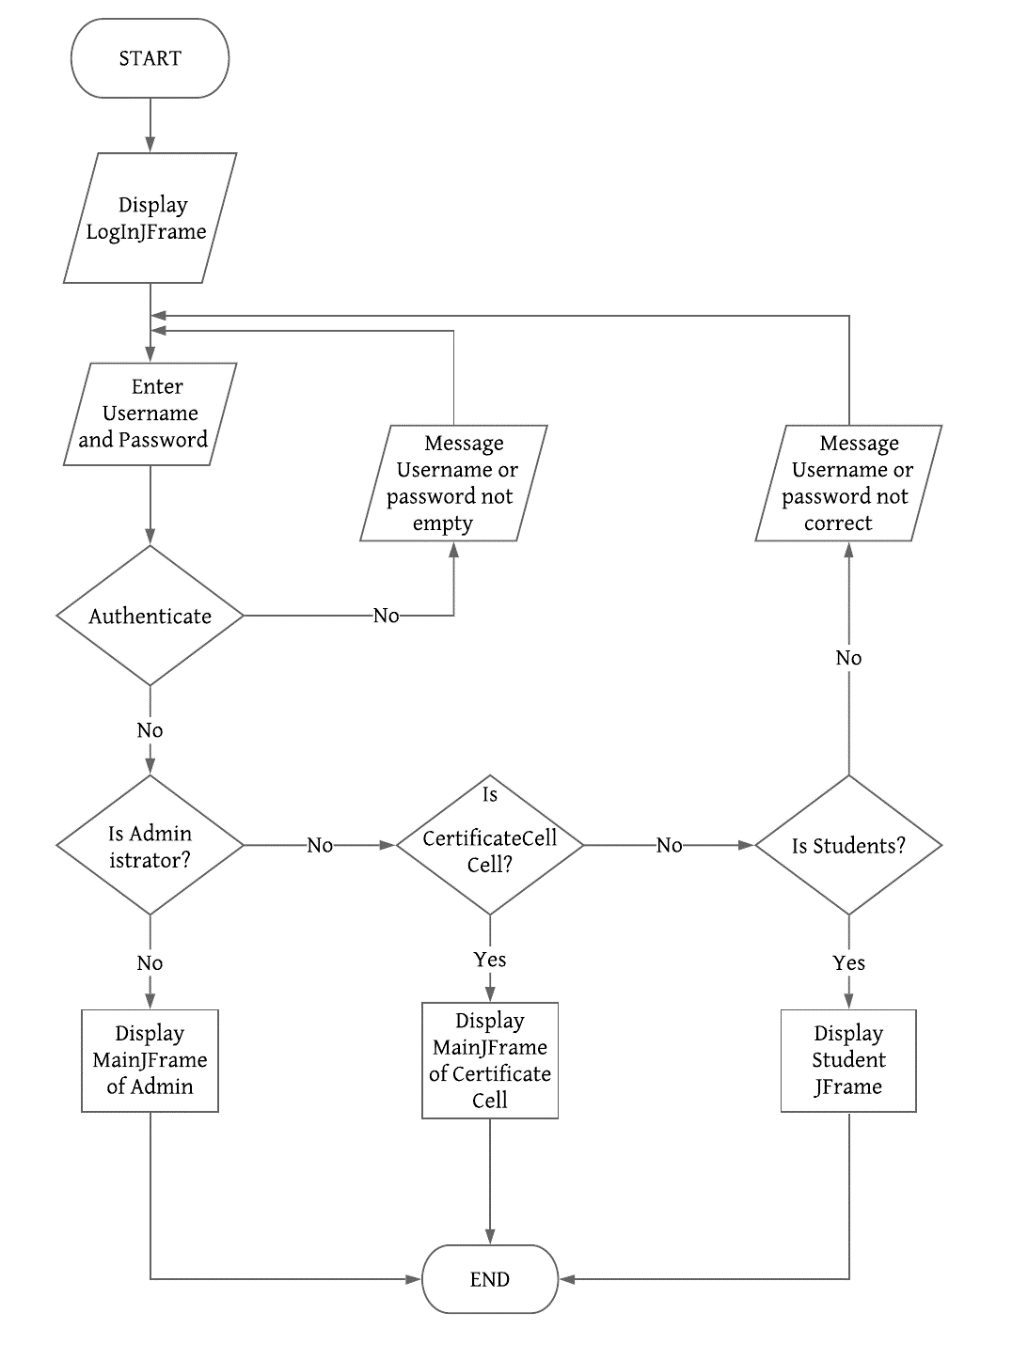 START
Display
LogInJFrame
Enter
Username
and Password
Message
Username or
password not
empty
Message
Username or
password not
correct
Authenticate
No
No
No
Is Admin
istrator?
No
Is
CertificateCell
Cell?
No
Is Students?
No
Yes
Yes
Display
MainJFrame
of Admin
Display
MainJFrame
of Certificate
Cell
Display
Student
JFrame
END